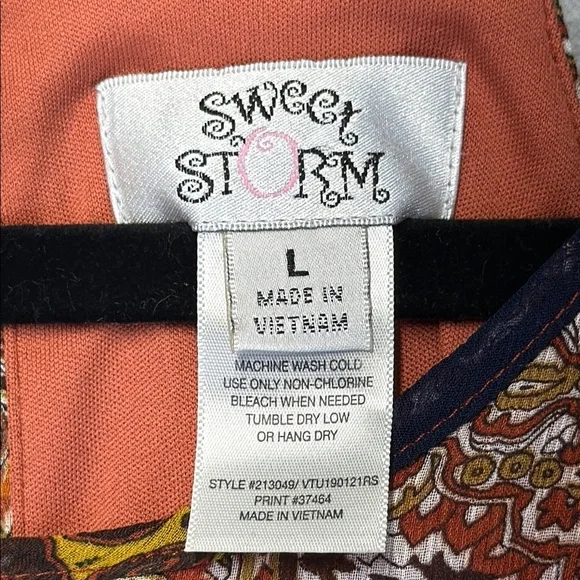 Sweet
STORM
L
MADE IN
VIETNAM
MACHINE WASH COLD
USE ONLY NON-CHLORINE
BLEACH WHEN NEEDED
TUMBLE DRY LOW
OR HANG DRY
STYLE #213049/ VTU190121RS
PRINT #37464
MADE IN VIETNAM